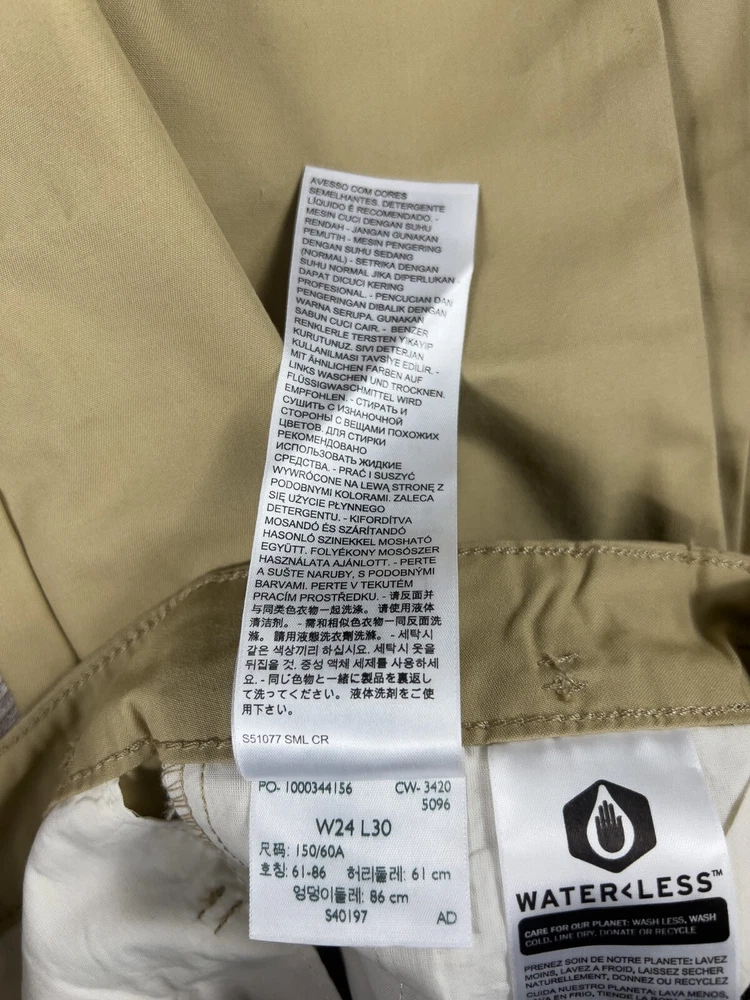 AVESSO COM CORES
SEMELHANTES. DETERGENTE
LÍQUIDO É RECOMENDADO. -
MESIN CUCI DENGAN SUHU
RENDAH - JANGAN GUNAKAN
PEMUTIH - MESIN PENGERING
DENGAN SUHU SEDANG
(NORMAL) - SETRIKA DENGAN
SUHU NORMAL JIKA DIPERLUKAN
DAPAT DICUCI KERING
PROFESIONAL. - PENCUCIAN DAN
PENGERINGAN DIBALIK DENGAN
WARNA SERUPA. GUNAKAN
SABUN CUCI CAIR. - BENZER
RENKLERLE TERSTEN YIKAYIP
KURUTUNUZ. SIVI DETERJAN
KULLANILMASI TAVSİYE EDİLİR. -
MIT ÄHNLICHEN FARBEN AUF
LINKS WASCHEN UND TROCKNEN.
FLÜSSIGWASCHMITTEL WIRD
EMPFOHLEN. - СТИРАТЬ И
СУШИТЬ С ИЗНАНОЧНОЙ
СТОРОНЫ С ВЕЩАМИ ПОХОЖИХ
ЦВЕТОВ. ДЛЯ СТИРКИ
РЕКОМЕНДОВАНО
ИСПОЛЬЗОВАТЬ ЖИДКИЕ
СРЕДСТВА. - PRAĆ I SUSZYĆ
WYWRÓCONE NA LEWĄ STRONĘ Z
PODOBNYMI KOLORAMI. ZALECA
SIĘ UŻYCIE PŁYNNEGO
DETERGENTU. - KIFORDÍTVA
MOSANDÓ ÉS SZÁRÍTANDÓ
HASONLÓ SZINEKKEL MOSHATÓ
EGYÜTT. FOLYÉKONY MOSÓSZER
HASZNÁLATA AJÁNLOTT. - PERTE
A SUŠTE NARUBY, S PODOBNÝMI
BARVAMI. PERTE V TEKUTÉM
PRACÍM PROSTŘEDKU. - 请反面并
与同类色衣物一起洗涤。 请使用液体
清洁剂。 - 需和相似色衣物一同反面洗
滌。 請用液態洗衣劑洗滌。 - 세탁시
같은 색상끼리 하십시요. 세탁시 옷을
뒤집을 것. 중성 액체 세제를 사용하세
요. - 同じ色物と一緒に製品を裏返し
て洗ってください。 液体洗剤をご使
用下さい。
S51077 SML CR
PO- 1000344156 CW- 3420
5096
W24 L30
尺码: 150/60A
호칭: 61-86 허리둘레: 61 cm
엉덩이둘레: 86 cm
S40197 AD
WATER<LESS™
CARE FOR OUR PLANET: WASH LESS, WASH
COLD, LINE DRY, DONATE OR RECYCLE
PRENEZ SOIN DE NOTRE PLANETE: LAVEZ
MOINS, LAVEZ A FROID, LAISSEZ SECHER
NATURELLEMENT, DONNEZ OU RECYCLEZ
CUIDA NUESTRO PLANETA: LAVA MENOS,